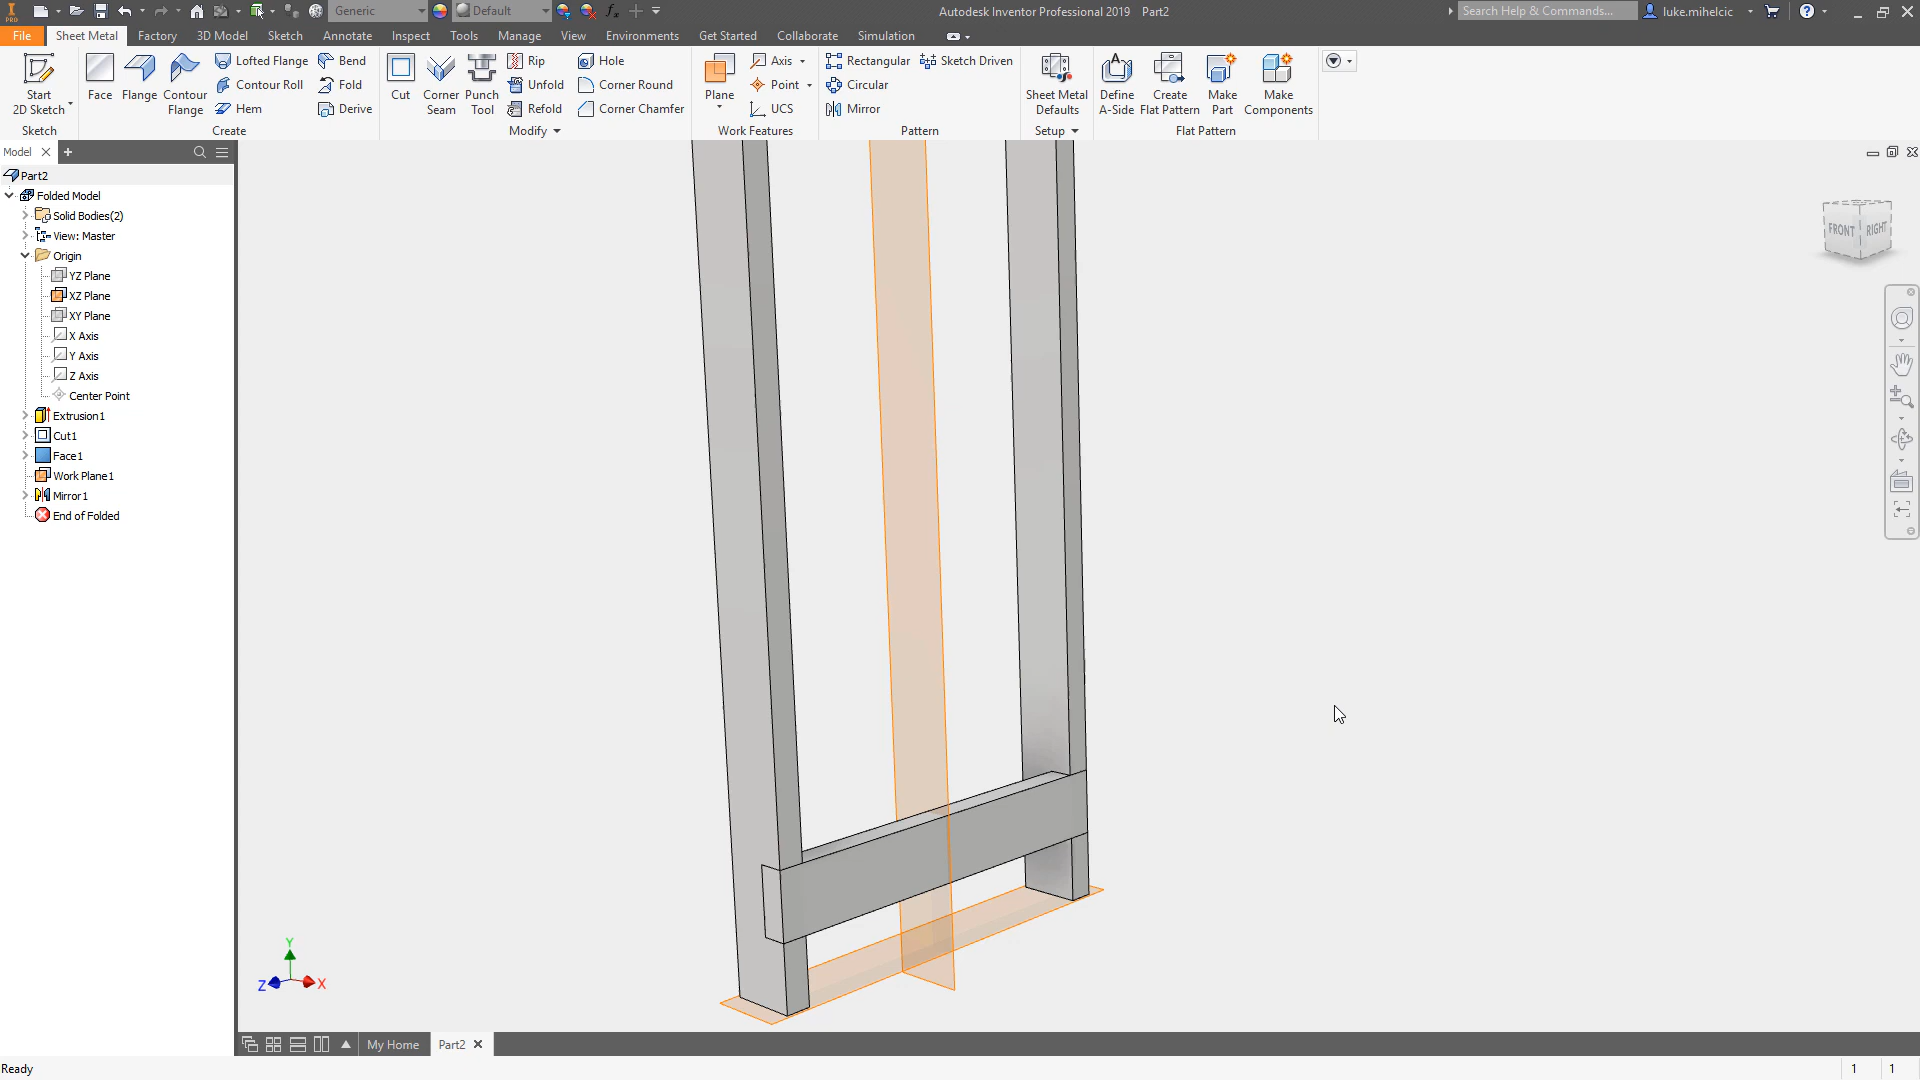 PRO
Generic
Default
fx
Autodesk Inventor Professional 2019 Part2
Search Help & Commands...
luke.mihelcic
File
Sheet Metal
Factory
3D Model
Sketch
Annotate
Inspect
Tools
Manage
View
Environments
Get Started
Collaborate
Simulation
Start
2D Sketch
Sketch
Face
Flange
Contour
Flange
Lofted Flange
Contour Roll
Hem
Bend
Fold
Derive
Create
Cut
Corner
Seam
Punch
Tool
Rip
Unfold
Refold
Hole
Corner Round
Corner Chamfer
Modify
Plane
Axis
Point
UCS
Work Features
Rectangular
Circular
Mirror
Sketch Driven
Pattern
Sheet Metal
Defaults
Setup
Define
A-Side
Create
Flat Pattern
Make
Part
Make
Components
Flat Pattern
Model
Part2
Folded Model
Solid Bodies(2)
View: Master
Origin
YZ Plane
XZ Plane
XY Plane
X Axis
Y Axis
Z Axis
Center Point
Extrusion1
Cut1
Face1
Work Plane1
Mirror1
End of Folded
FRONT
RIGHT
Y
Z
X
My Home
Part2
Ready
1
1